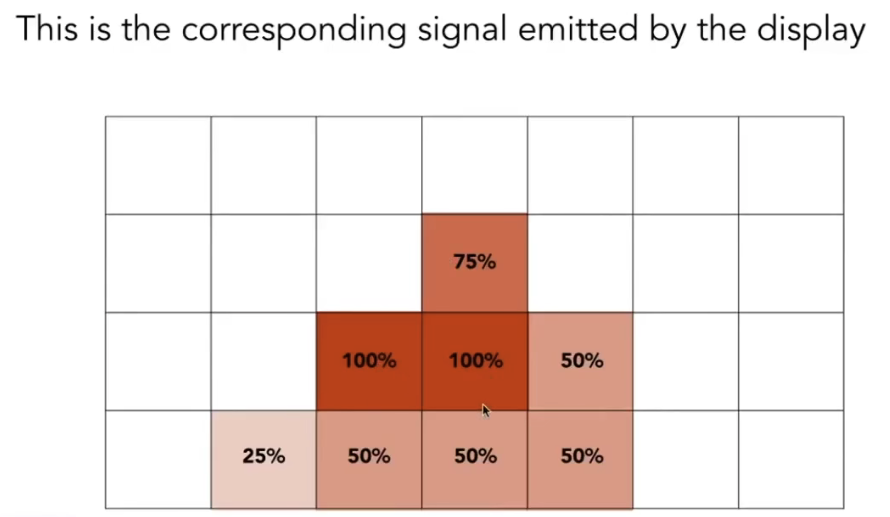 This is the corresponding signal emitted by the display
75%
100% 100% 50%
25% 50% 50% 50%